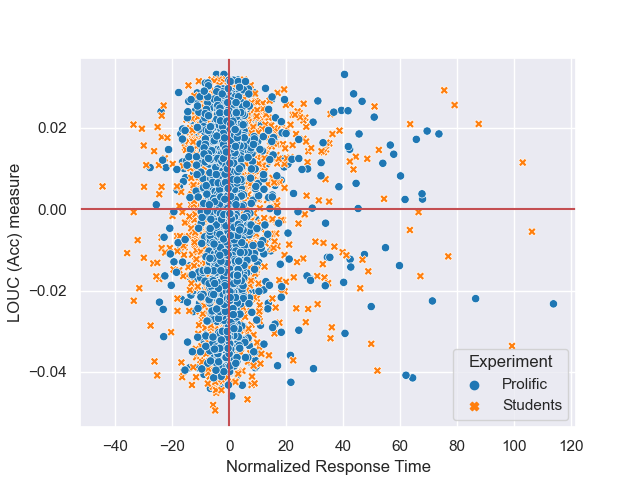 LOUC (Acc) measure
0.02
0.00
−0.02
−0.04
−40 −20 0 20 40 60 80 100 120
Normalized Response Time
Experiment
Prolific
Students